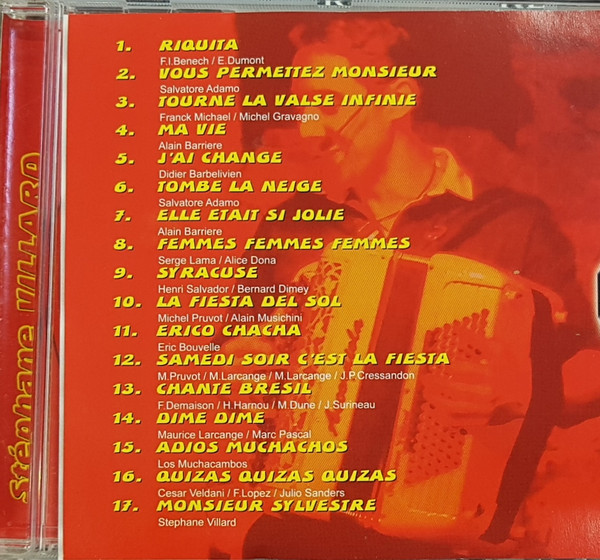 Stéphane VILLARD
1. RIQUITA
F.I.Benech / E.Dumont
2. VOUS PERMETTEZ MONSIEUR
Salvatore Adamo
3. TOURNE LA VALSE INFINIE
Franck Michael / Michel Gravagno
4. MA VIE
Alain Barriere
5. J'AI CHANGE
Didier Barbelivien
6. TOMBE LA NEIGE
Salvatore Adamo
7. ELLE ETAIT SI JOLIE
Alain Barriere
8. FEMMES FEMMES FEMMES
Serge Lama / Alice Dona
9. SYRACUSE
Henri Salvador / Bernard Dimey
10. LA FIESTA DEL SOL
Michel Pruvot / Alain Musichini
11. ERICO CHACHA
Eric Bouvelle
12. SAMEDI SOIR C'EST LA FIESTA
M.Pruvot / M.Larcange / M.Larcange / J.P.Cressandon
13. CHANTE BRESIL
F.Demaison / H.Harnou / M.Dune / J.Surineau
14. DIME DIME
Maurice Larcange / Marc Pascal
15. ADIOS MUCHACHOS
Los Muchacambos
16. QUIZAS QUIZAS QUIZAS
Cesar Veldani / F.Lopez / Julio Sanders
17. MONSIEUR SYLVESTRE
Stephane Villard